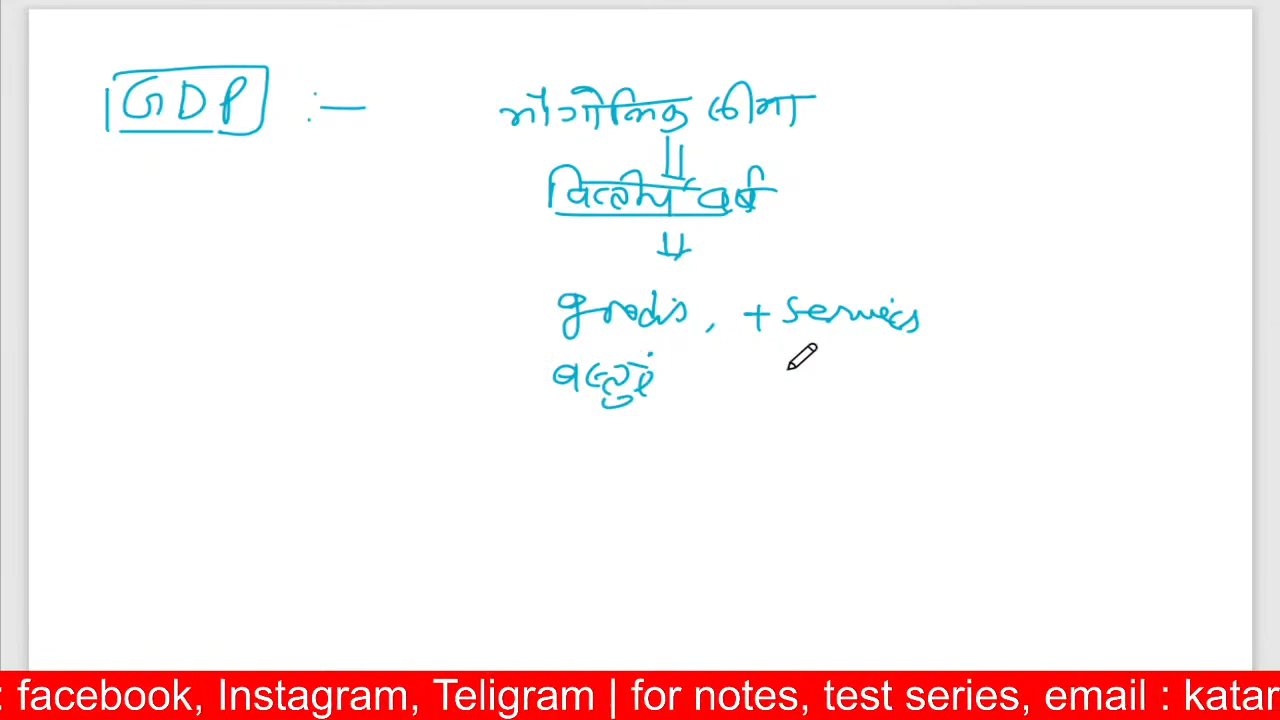 GDP :— भौगोलिक सीमा
वित्तीय वर्ष
goods, + services
वस्तुएं
: facebook, Instagram, Teligram | for notes, test series, email : katar